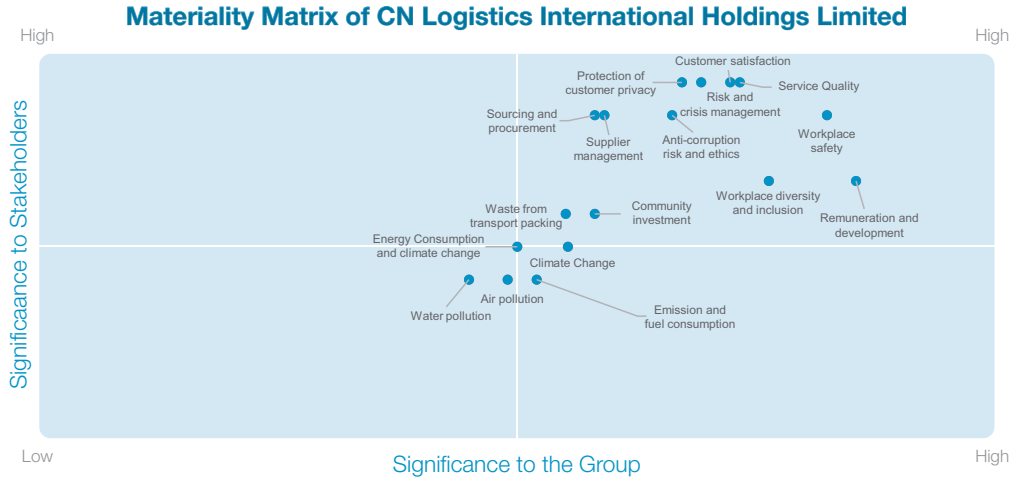 Materiality Matrix of CN Logistics International Holdings Limited
High
High
Significaance to Stakeholders
Customer satisfaction
Protection of
customer privacy
Service Quality
Risk and
crisis management
Sourcing and
procurement
Supplier
management
Anti-corruption
risk and ethics
Workplace
safety
Workplace diversity
and inclusion
Remuneration and
development
Waste from
transport packing
Community
investment
Energy Consumption
and climate change
Climate Change
Air pollution
Water pollution
Emission and
fuel consumption
Low
Significance to the Group
High